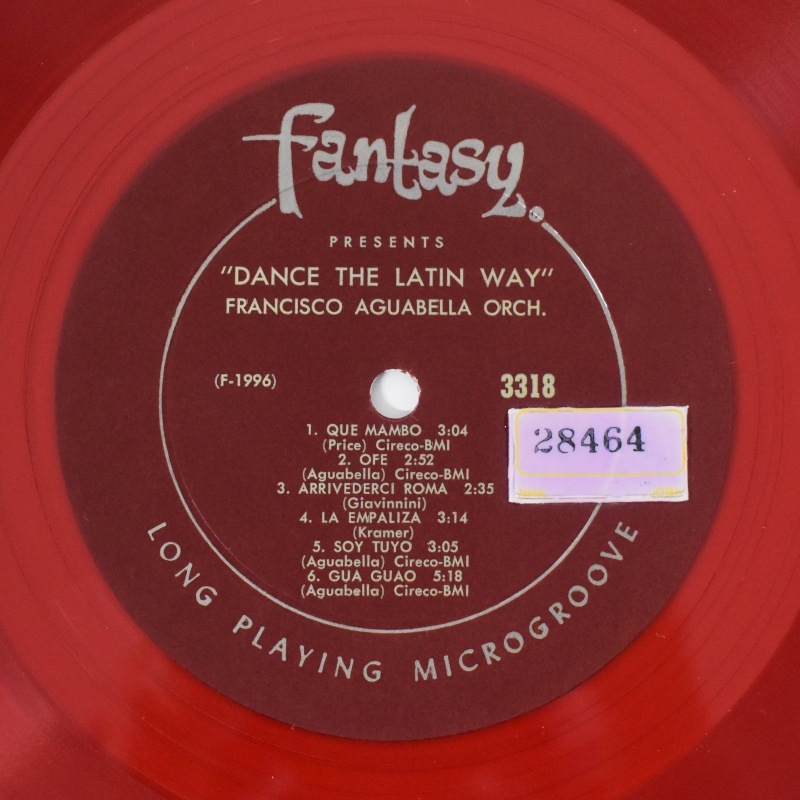 fantasy.
PRESENTS
"DANCE THE LATIN WAY"
FRANCISCO AGUABELLA ORCH.
(F-1996)
3318
1. QUE MAMBO 3:04
(Price) Cireco-BMI
2. OFE 2:52
(Aguabella) Cireco-BMI
3. ARRIVEDERCI ROMA 2:35
(Giavinnini)
4. LA EMPALIZA 3:14
(Kramer)
5. SOY TUYO 3:05
(Aguabella) Cireco-BMI
6. GUA GUAO 5:18
(Aguabella) Cireco-BMI
28464
LONG PLAYING MICROGROOVE